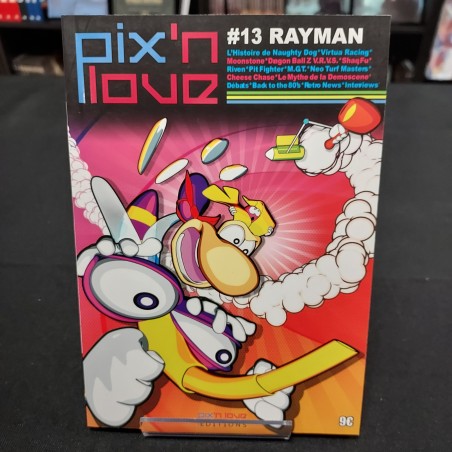 pix'n love
#13 RAYMAN
L'Histoire de Naughty Dog*Virtua Racing*
Moonstone*Dragon Ball Z V.R.V.S.*Shaq Fu*
Riven*Pit Fighter*M.G.T.*Neo Turf Masters*
Cheese Chase*Le Mythe de la Demoscene*
Débats*Back to the 80's*Retro News*Interviews
pix'n love
EDITIONS
9€